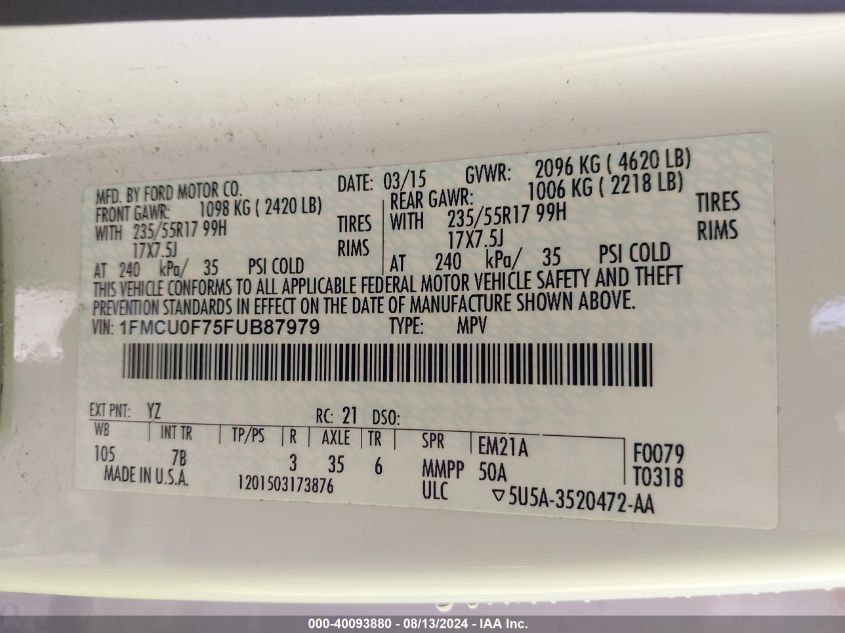 MFD. BY FORD MOTOR CO. DATE: 03/15 GVWR: 2096 KG ( 4620 LB)
FRONT GAWR: 1098 KG ( 2420 LB) REAR GAWR: 1006 KG ( 2218 LB)
WITH 235/55R17 99H TIRES WITH 235/55R17 99H TIRES
17X7.5J RIMS 17X7.5J RIMS
AT 240 kPa/ 35 PSI COLD AT 240 kPa/ 35 PSI COLD
THIS VEHICLE CONFORMS TO ALL APPLICABLE FEDERAL MOTOR VEHICLE SAFETY AND THEFT
PREVENTION STANDARDS IN EFFECT ON THE DATE OF MANUFACTURE SHOWN ABOVE.
VIN: 1FMCU0F75FUB87979 TYPE: MPV
EXT PNT: YZ RC: 21 DSO:
WB INT TR TP/PS R AXLE TR SPR EM21A F0079
105 7B 3 35 6 MMPP 50A T0318
MADE IN U.S.A. 1201503173876 ULC ▽5U5A-3520472-AA
000-40093880 - 08/13/2024 - IAA Inc.